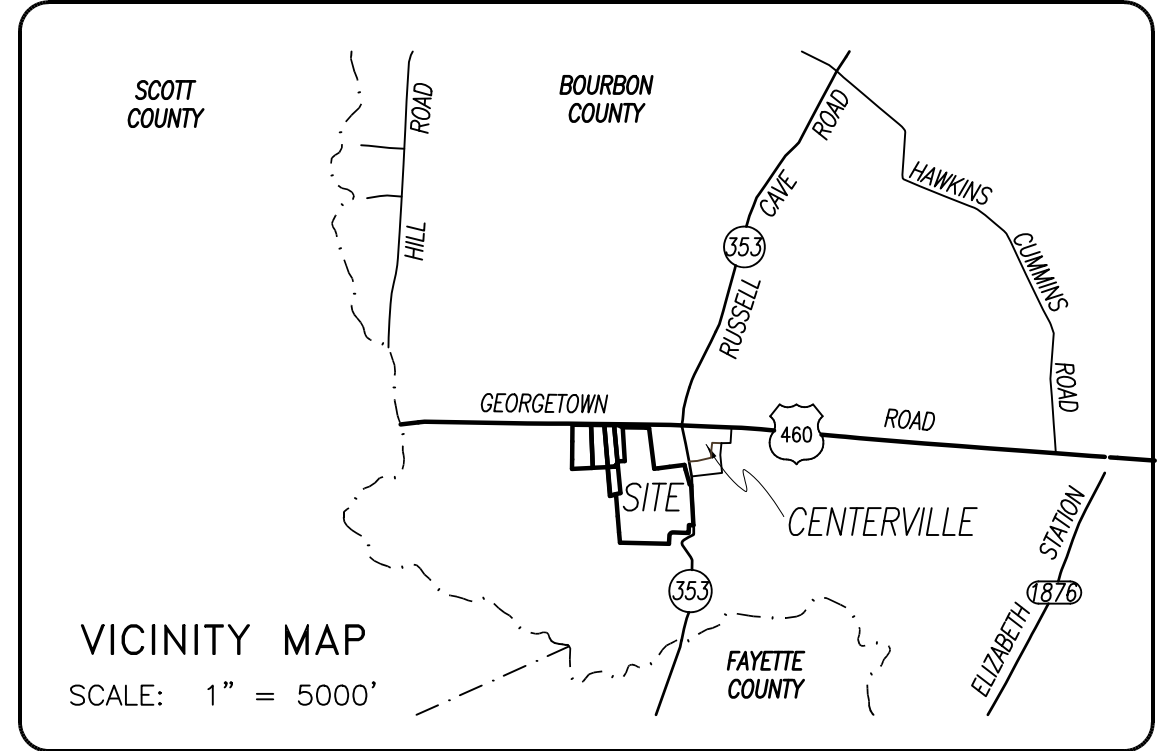 SCOTT
COUNTY
BOURBON
COUNTY
HILL ROAD
RUSSELL CAVE ROAD
353
HAWKINS CUMMINS ROAD
GEORGETOWN ROAD
460
SITE
CENTERVILLE
353
ELIZABETH STATION
1876
FAYETTE
COUNTY
VICINITY MAP
SCALE: 1” = 5000’